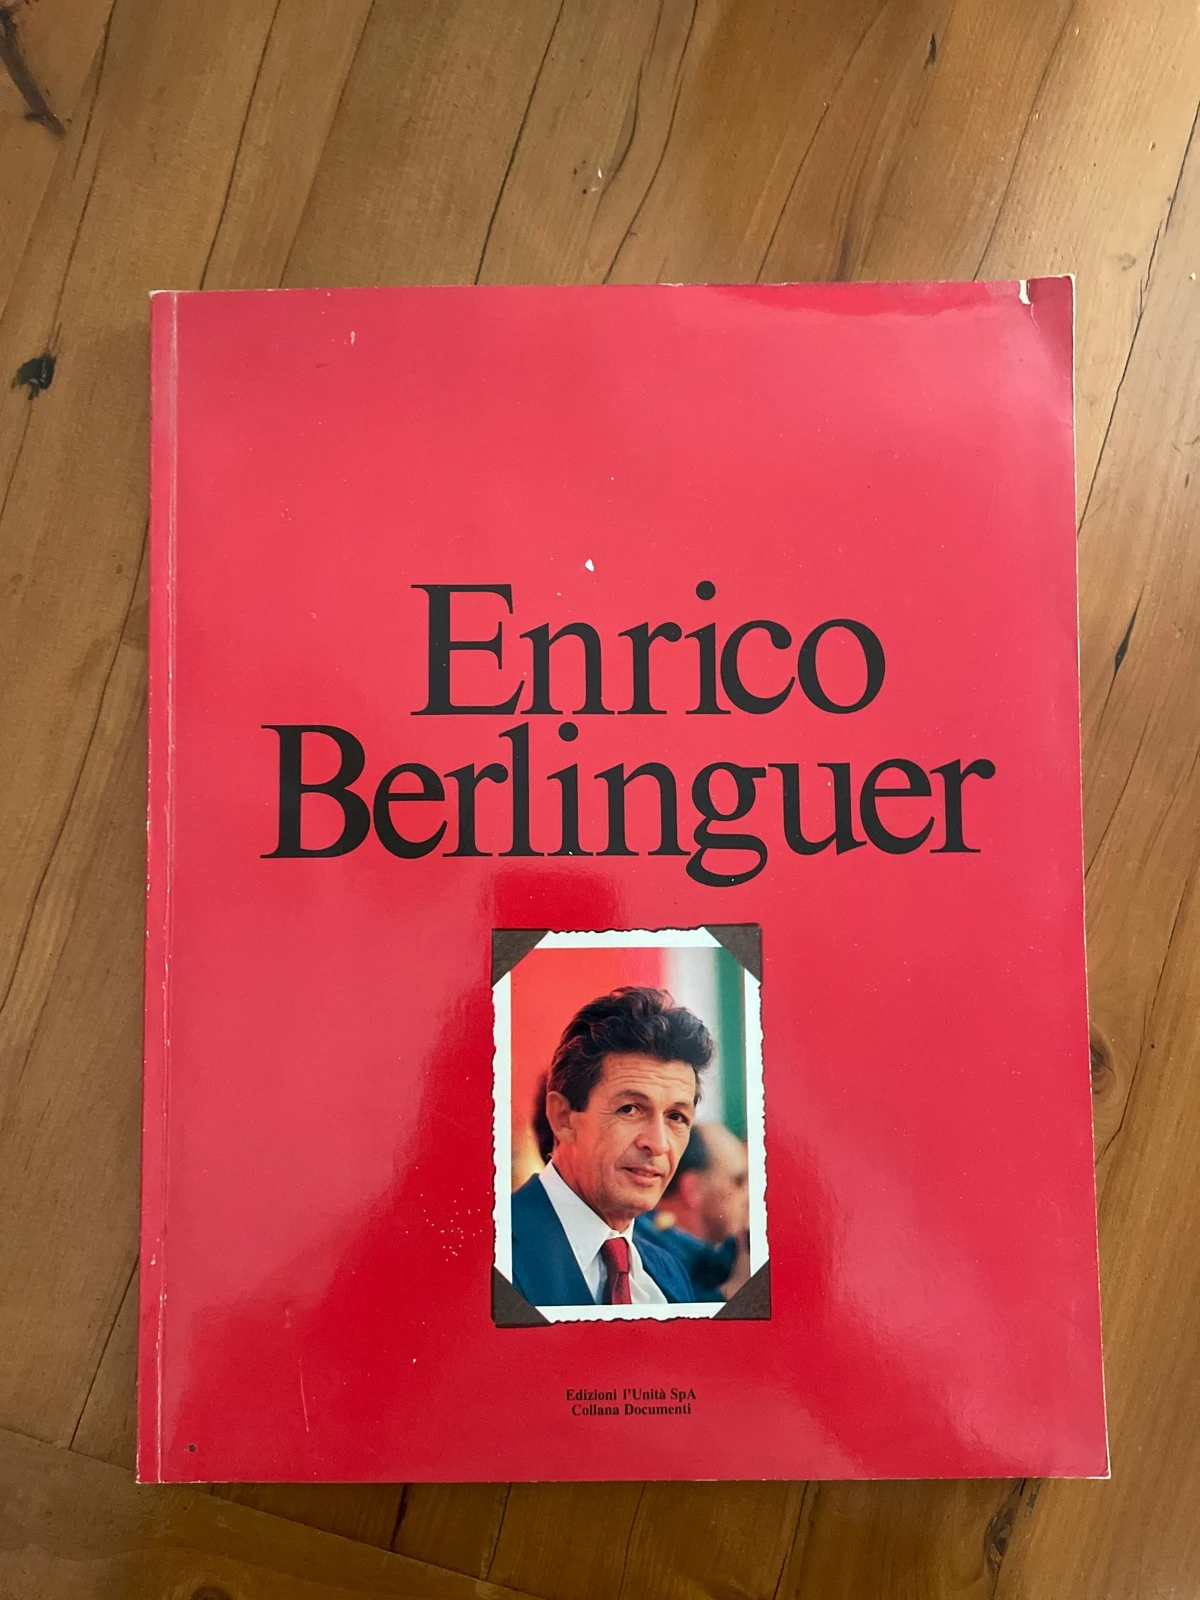 Enrico
Berlinguer
Edizioni l'Unità SpA
Collana Documenti